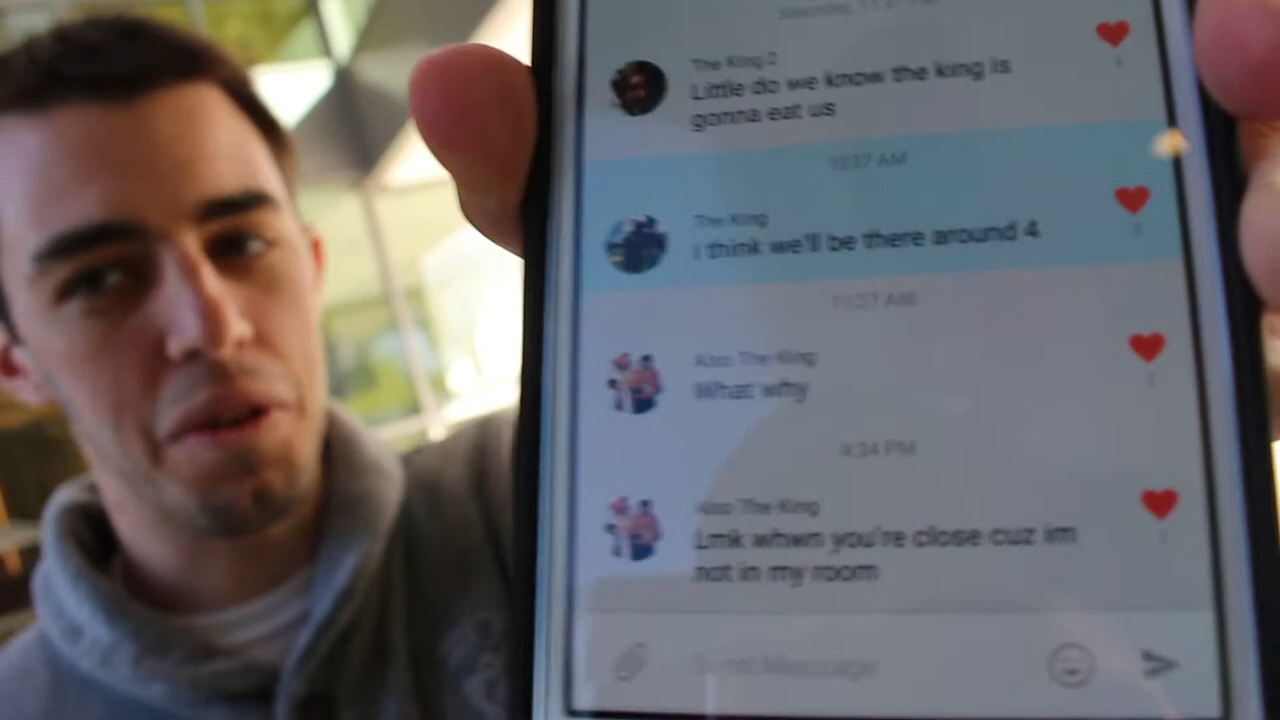 The King 2
Little do we know the king is
gonna eat us
10:37 AM
The King
I think we'll be there around 4
10:37 AM
Also The King
What why
4:34 PM
Also The King
Lmk whwn you're close cuz im
not in my room
Send Message